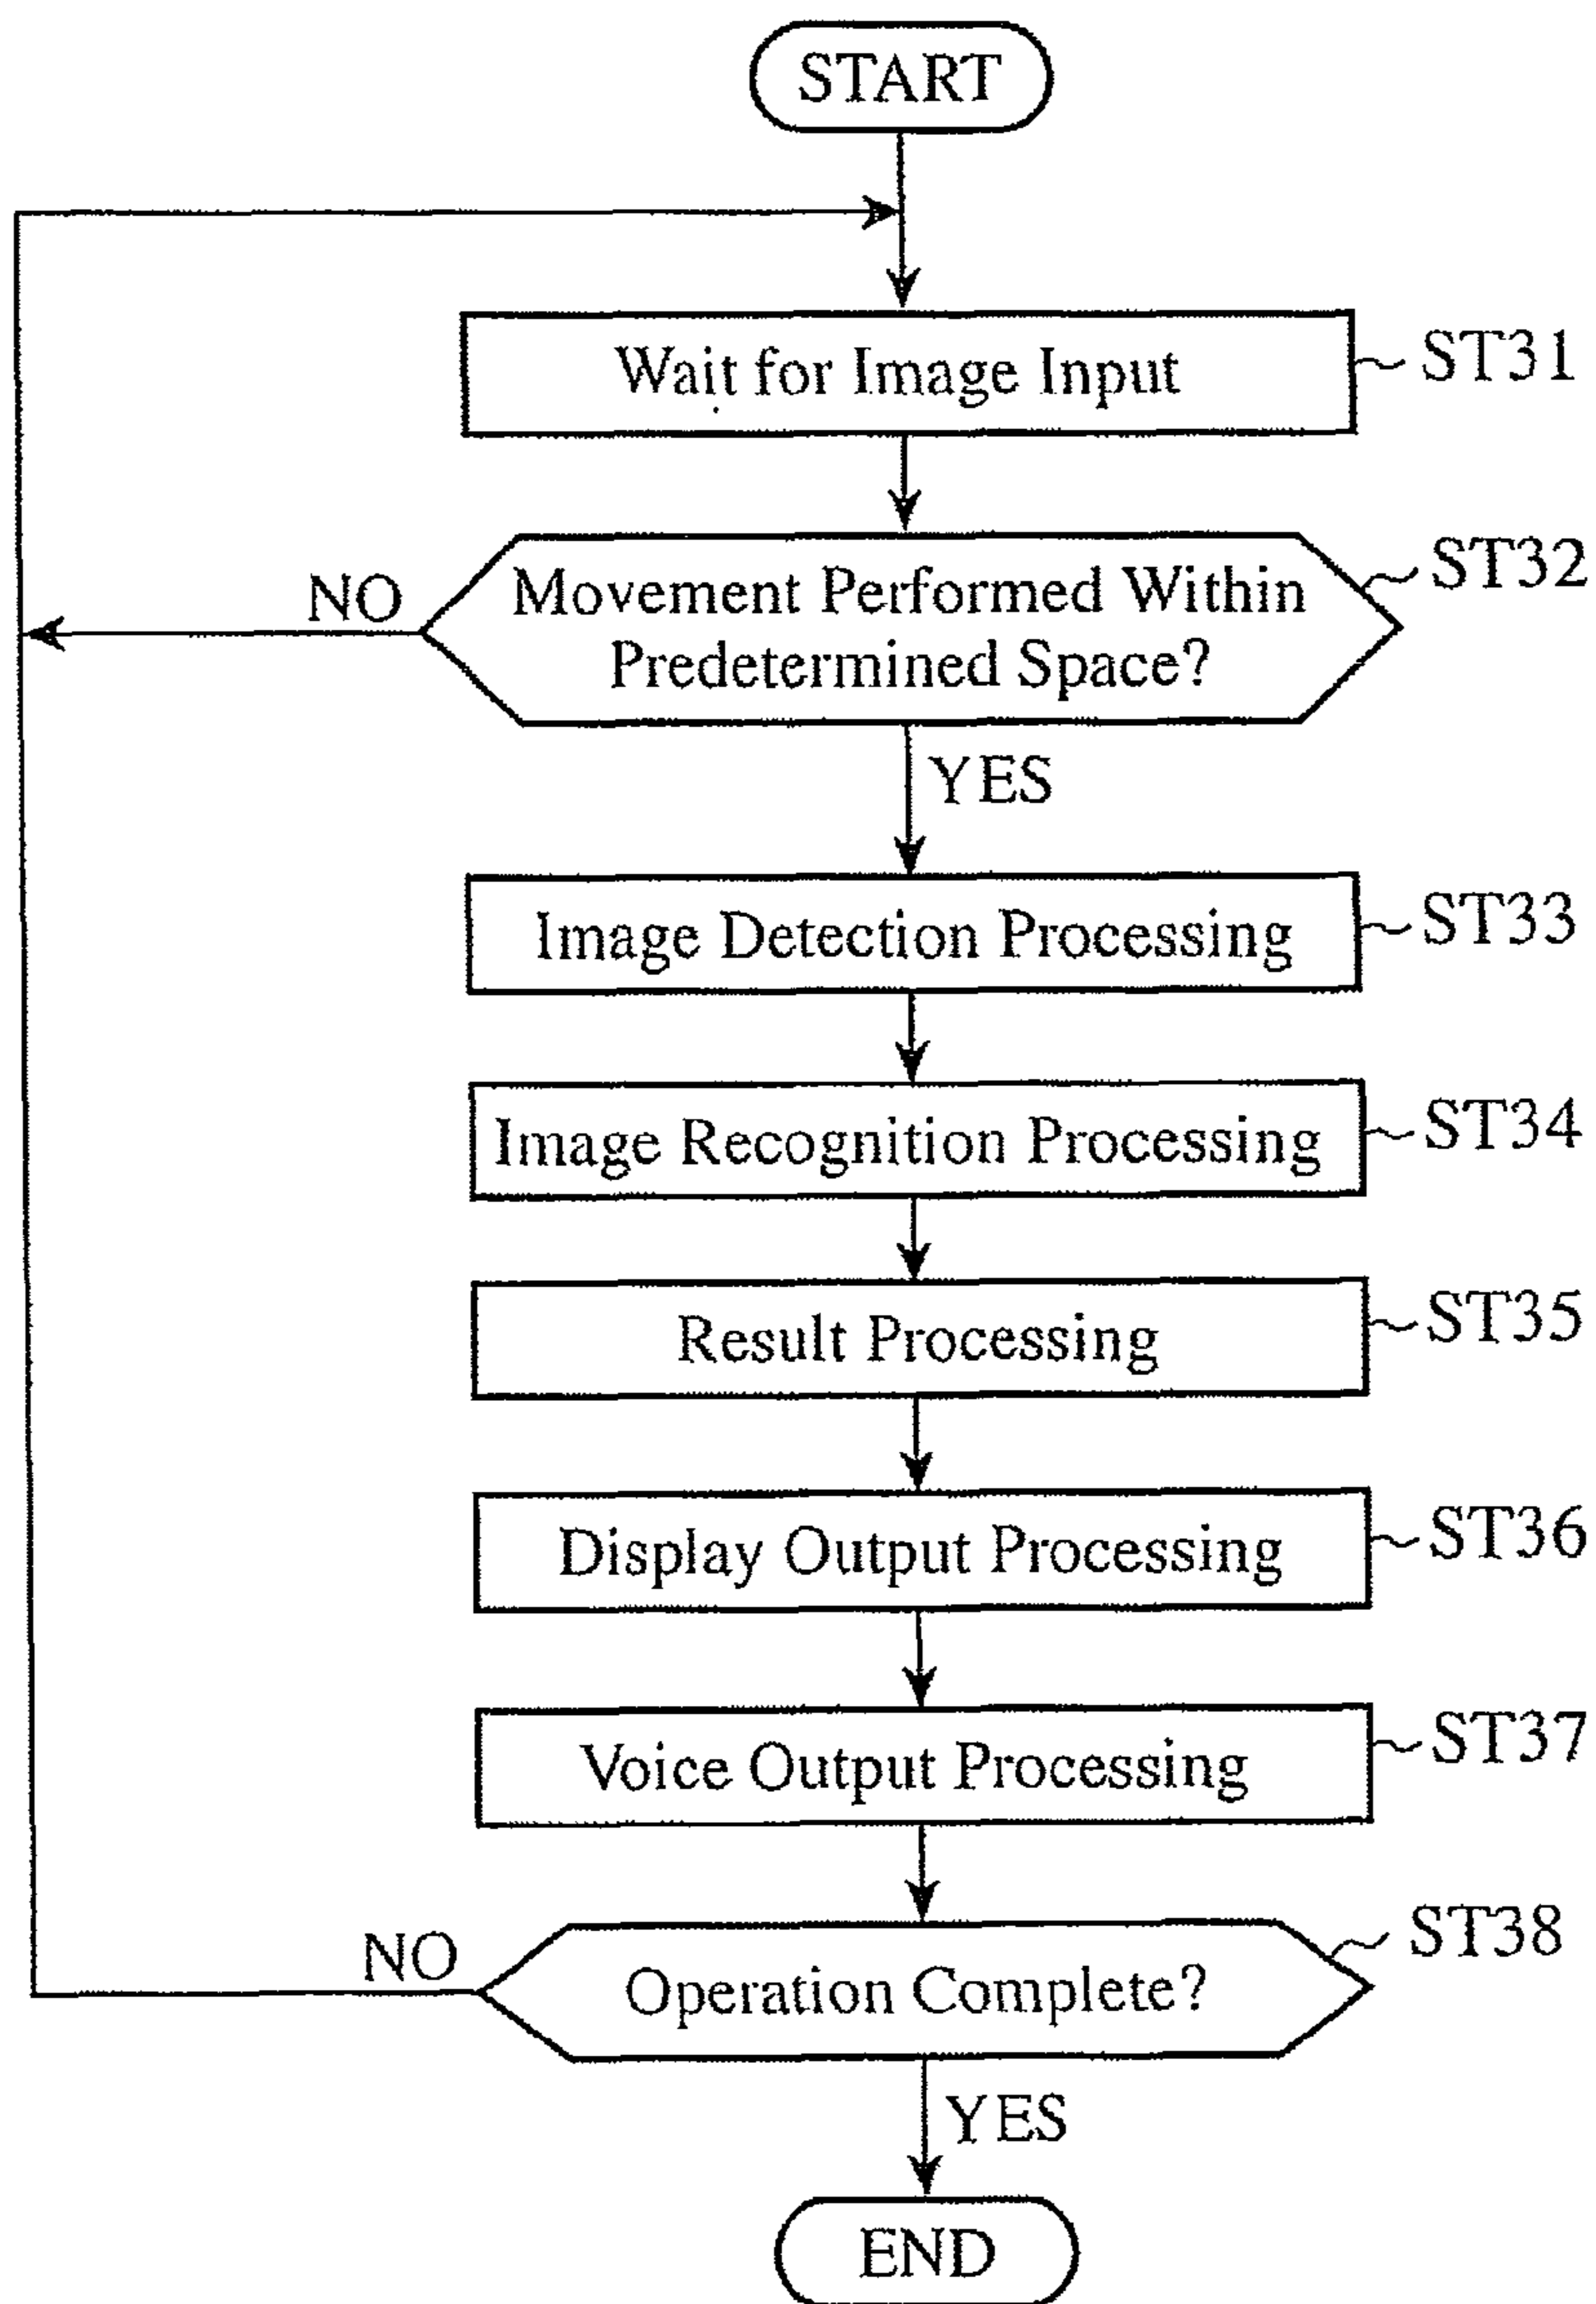 START
Wait for Image Input
ST31
Movement Performed Within
Predetermined Space?
ST32
NO
YES
Image Detection Processing
ST33
Image Recognition Processing
ST34
Result Processing
ST35
Display Output Processing
ST36
Voice Output Processing
ST37
Operation Complete?
ST38
NO
YES
END